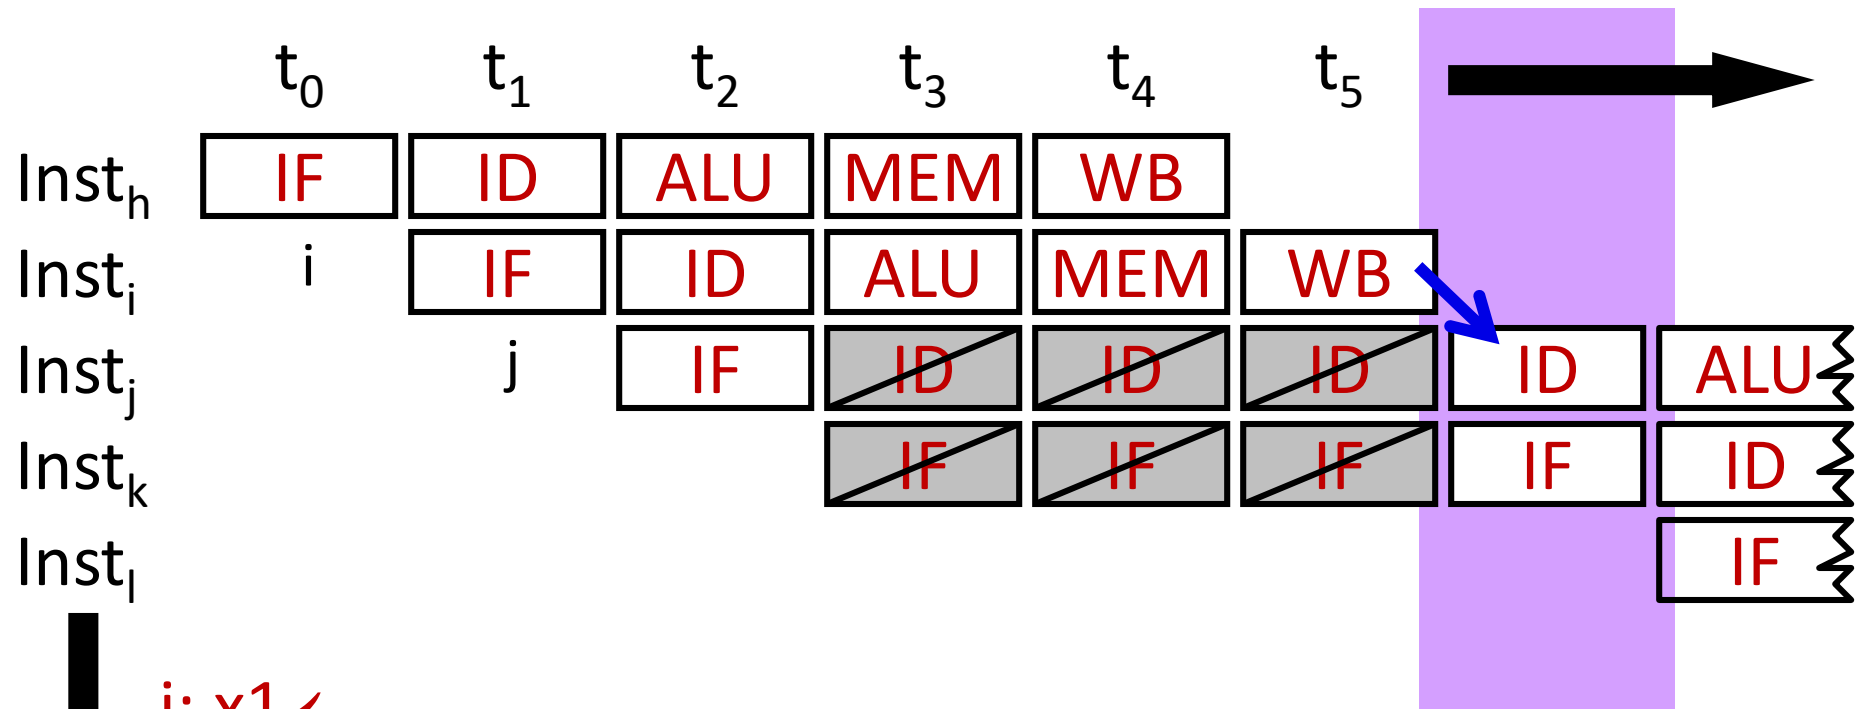 t0 t1 t2 t3 t4 t5
Insth IF ID ALU MEM WB
Insti i IF ID ALU MEM WB
Instj j IF ID ID ID ID ALU
Instk IF IF IF IF ID
Instl IF